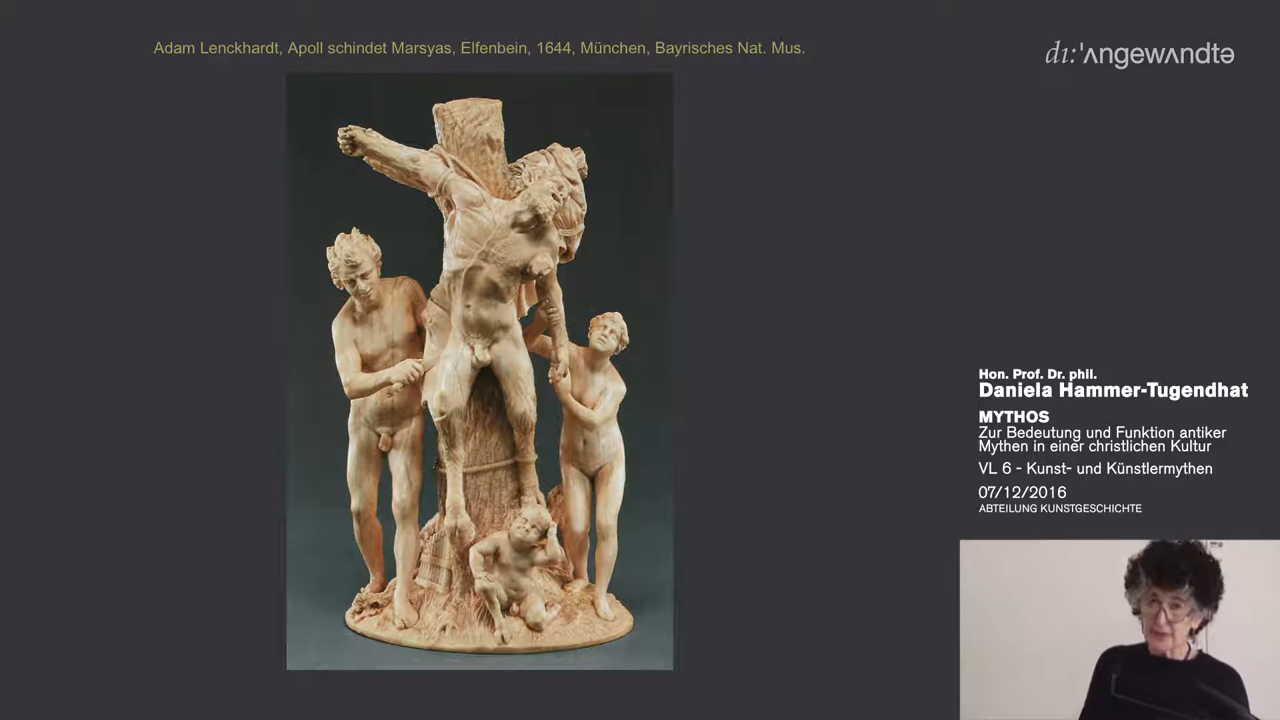 Adam Lenckhardt, Apoll schindet Marsyas, Elfenbein, 1644, München, Bayrisches Nat. Mus.
dı:ˈʌngewʌndtə
Hon. Prof. Dr. phil.
Daniela Hammer-Tugendhat
MYTHOS
Zur Bedeutung und Funktion antiker
Mythen in einer christlichen Kultur
VL 6 - Kunst- und Künstlermythen
07/12/2016
ABTEILUNG KUNSTGESCHICHTE